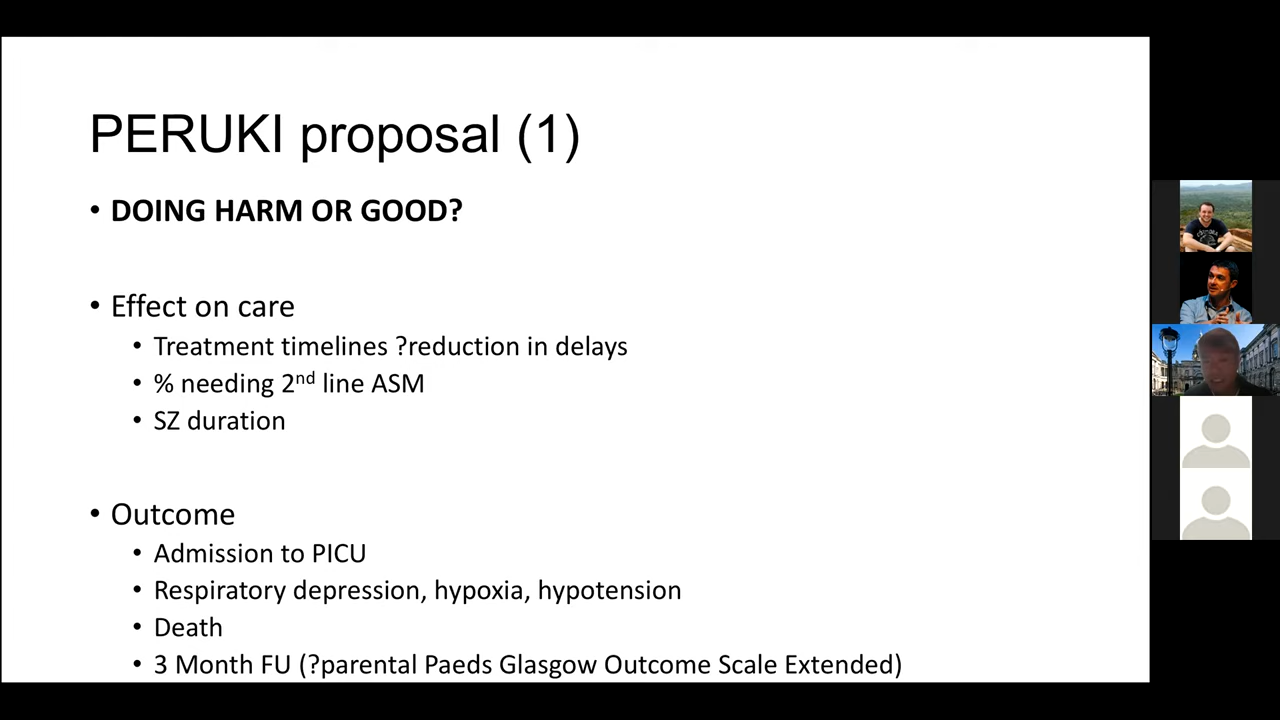 PERUKI proposal (1)
• DOING HARM OR GOOD?
• Effect on care
• Treatment timelines ?reduction in delays
• % needing 2nd line ASM
• SZ duration
• Outcome
• Admission to PICU
• Respiratory depression, hypoxia, hypotension
• Death
• 3 Month FU (?parental Paeds Glasgow Outcome Scale Extended)